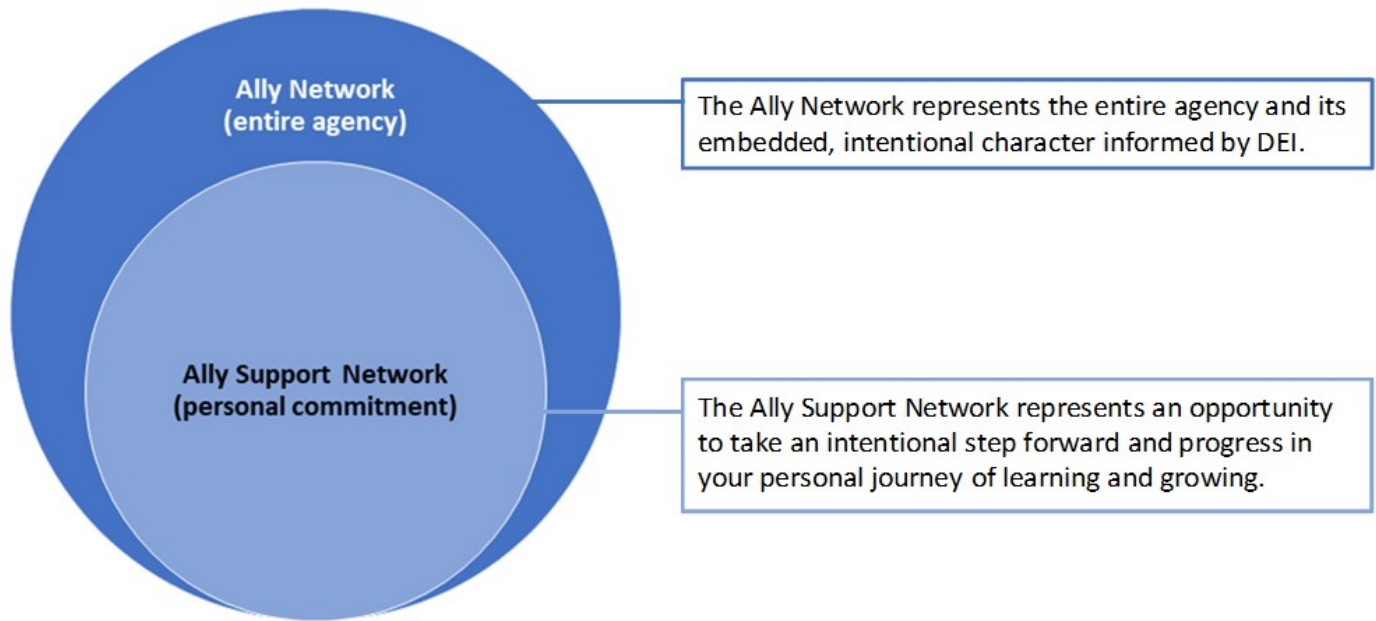 Ally Network
(entire agency)
The Ally Network represents the entire agency and its
embedded, intentional character informed by DEI.
Ally Support Network
(personal commitment)
The Ally Support Network represents an opportunity
to take an intentional step forward and progress in
your personal journey of learning and growing.